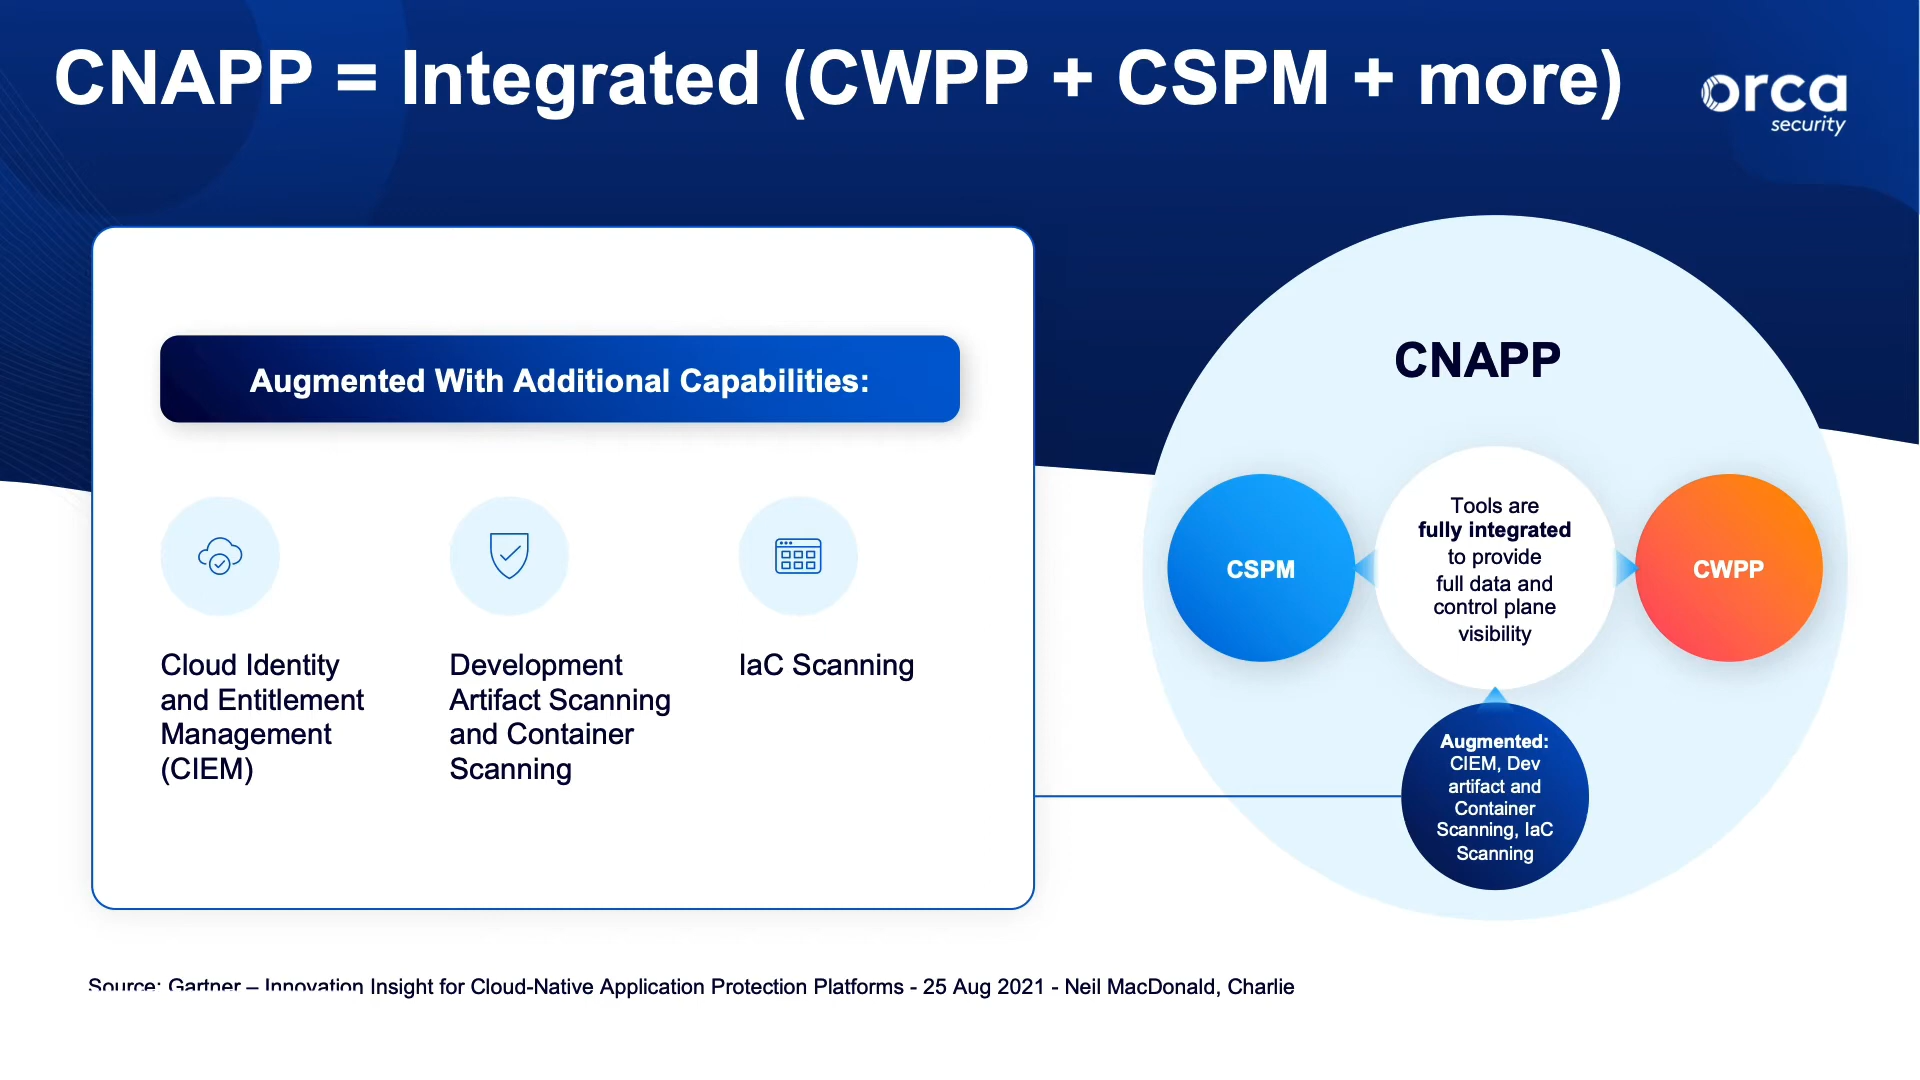 CNAPP = Integrated (CWPP + CSPM + more)
orca
security
Augmented With Additional Capabilities:
Cloud Identity
and Entitlement
Management
(CIEM)
Development
Artifact Scanning
and Container
Scanning
IaC Scanning
CNAPP
CSPM
Tools are
fully integrated
to provide
full data and
control plane
visibility
CWPP
Augmented:
CIEM, Dev
artifact and
Container
Scanning, IaC
Scanning
Source: Gartner – Innovation Insight for Cloud-Native Application Protection Platforms - 25 Aug 2021 - Neil MacDonald, Charlie